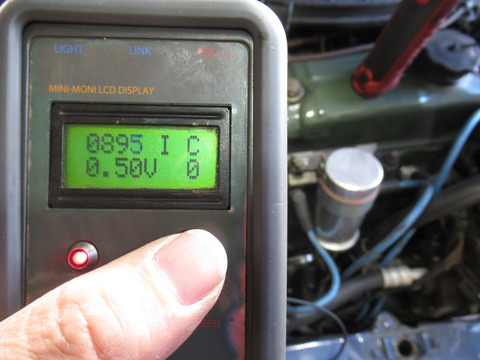 LIGHT LINK
MINI-MONI LCD DISPLAY
0895 I C
0.50V 0